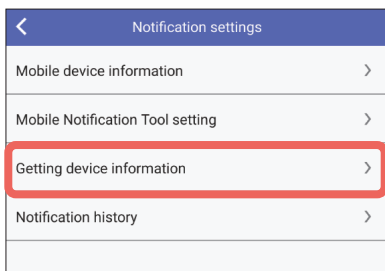 Notification settings
Mobile device information
Mobile Notification Tool setting
Getting device information
Notification history